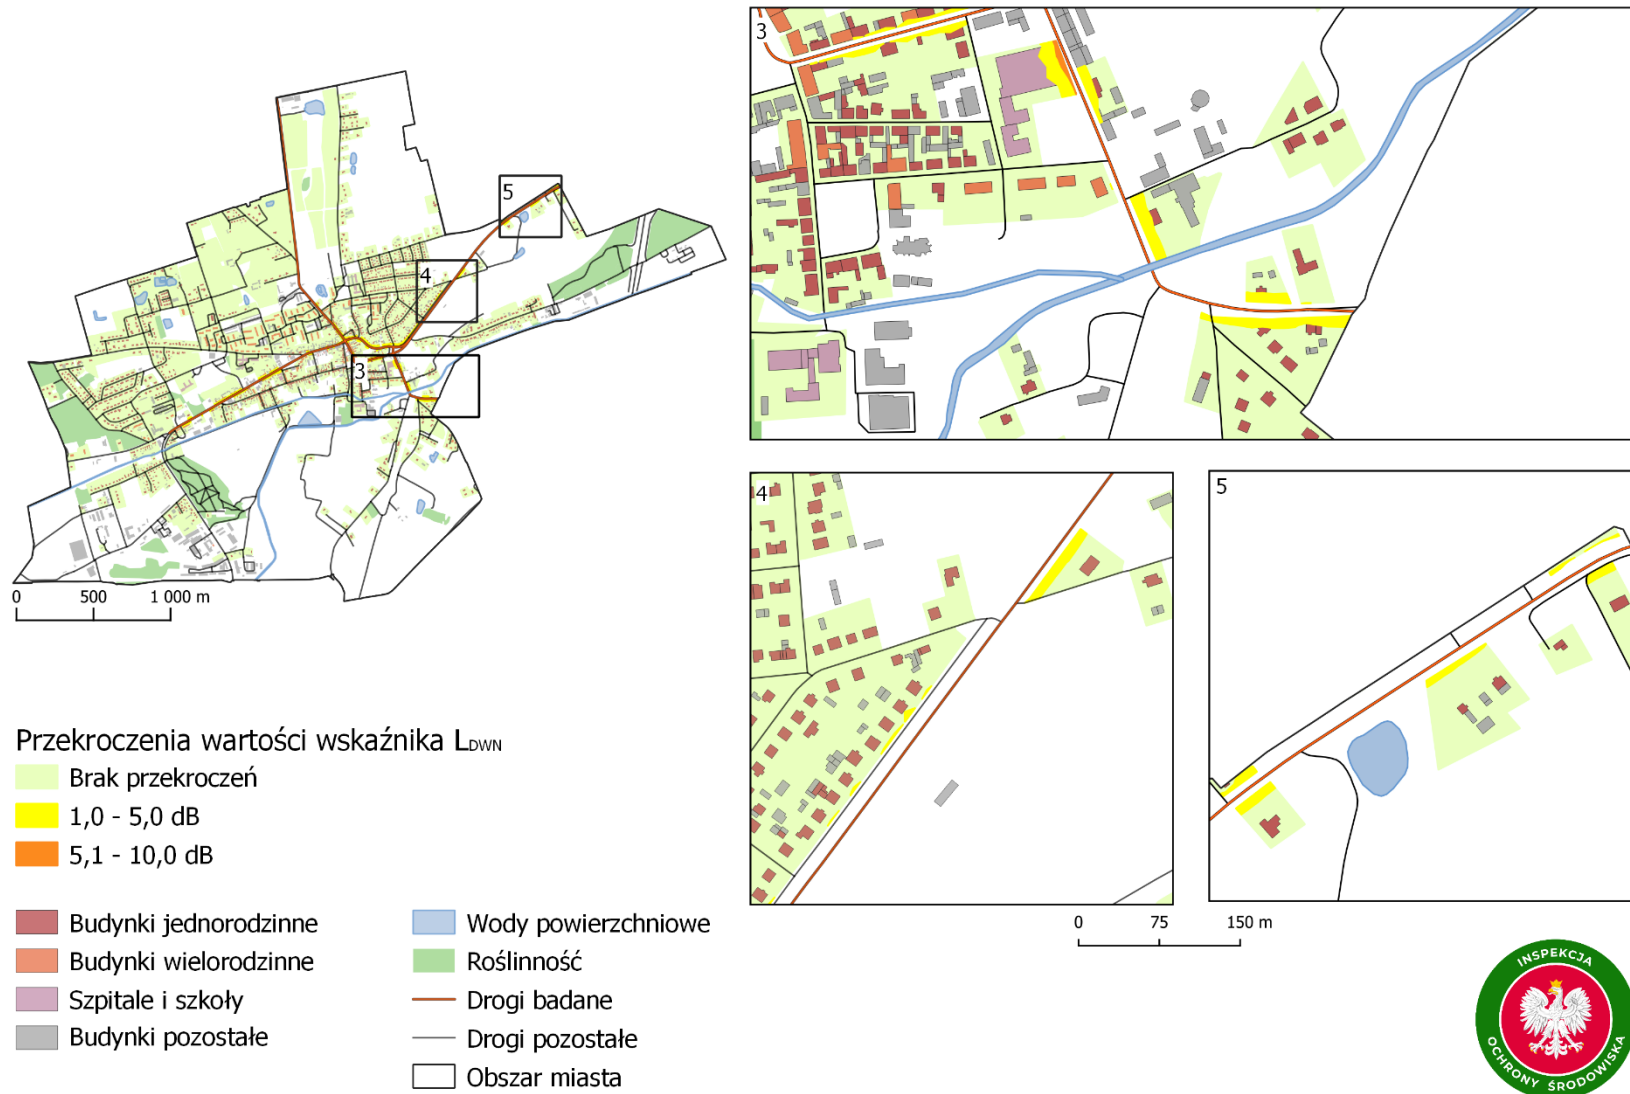 3
5
4
3
0 500 1 000 m
4
5
0 75 150 m
Przekroczenia wartości wskaźnika LDWN
Brak przekroczeń
1,0 - 5,0 dB
5,1 - 10,0 dB
Budynki jednorodzinne
Budynki wielorodzinne
Szpitale i szkoły
Budynki pozostałe
Wody powierzchniowe
Roślinność
Drogi badane
Drogi pozostałe
Obszar miasta
INSPEKCJA
OCHRONY ŚRODOWISKA